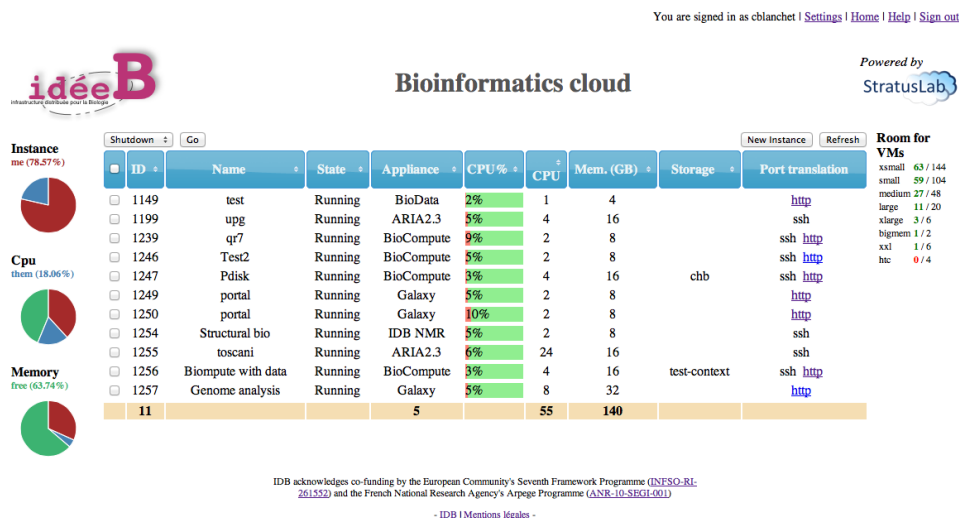 You are signed in as cblanchet | Settings | Home | Help | Sign out
idéeB
Infrastructure distribuée pour la Biologie
Bioinformatics cloud
Powered by
StratusLab
Instance
me (78.57%)
Cpu
them (18.06%)
Memory
free (63.74%)
Shutdown Go New Instance Refresh
ID Name State Appliance CPU% CPU Mem. (GB) Storage Port translation
1149 test Running BioData 2% 1 4 http
1199 upg Running ARIA2.3 5% 4 16 ssh
1239 qr7 Running BioCompute 9% 2 8 ssh http
1246 Test2 Running BioCompute 5% 2 8 ssh http
1247 Pdisk Running BioCompute 3% 4 16 chb ssh http
1249 portal Running Galaxy 5% 2 8 http
1250 portal Running Galaxy 10% 2 8 http
1254 Structural bio Running IDB NMR 5% 2 8 ssh
1255 toscani Running ARIA2.3 6% 24 16 ssh
1256 Biompute with data Running BioCompute 3% 4 16 test-context ssh http
1257 Genome analysis Running Galaxy 5% 8 32 http
11 5 55 140
Room for
VMs
xsmall 63 / 144
small 59 / 104
medium 27 / 48
large 11 / 20
xlarge 3 / 6
bigmem 1 / 2
xxl 1 / 6
htc 0 / 4
IDB acknowledges co-funding by the European Community's Seventh Framework Programme (INFSO-RI-
261552) and the French National Research Agency's Arpege Programme (ANR-10-SEGI-001)
- IDB | Mentions légales -